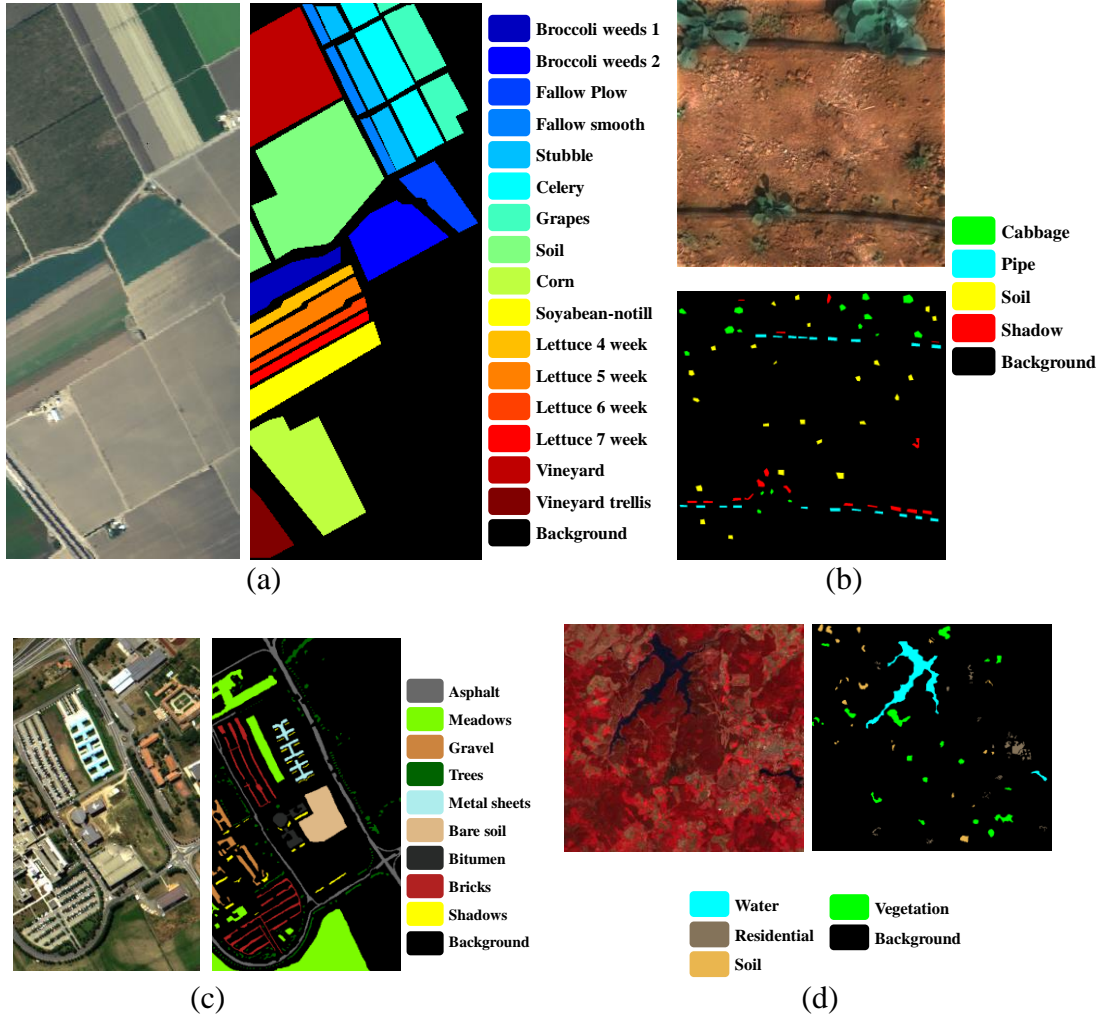 Broccoli weeds 1
Broccoli weeds 2
Fallow Plow
Fallow smooth
Stubble
Celery
Grapes
Soil
Corn
Soyabean-notill
Lettuce 4 week
Lettuce 5 week
Lettuce 6 week
Lettuce 7 week
Vineyard
Vineyard trellis
Background
(a)
Cabbage
Pipe
Soil
Shadow
Background
(b)
Asphalt
Meadows
Gravel
Trees
Metal sheets
Bare soil
Bitumen
Bricks
Shadows
Background
(c)
Water
Residential
Soil
Vegetation
Background
(d)